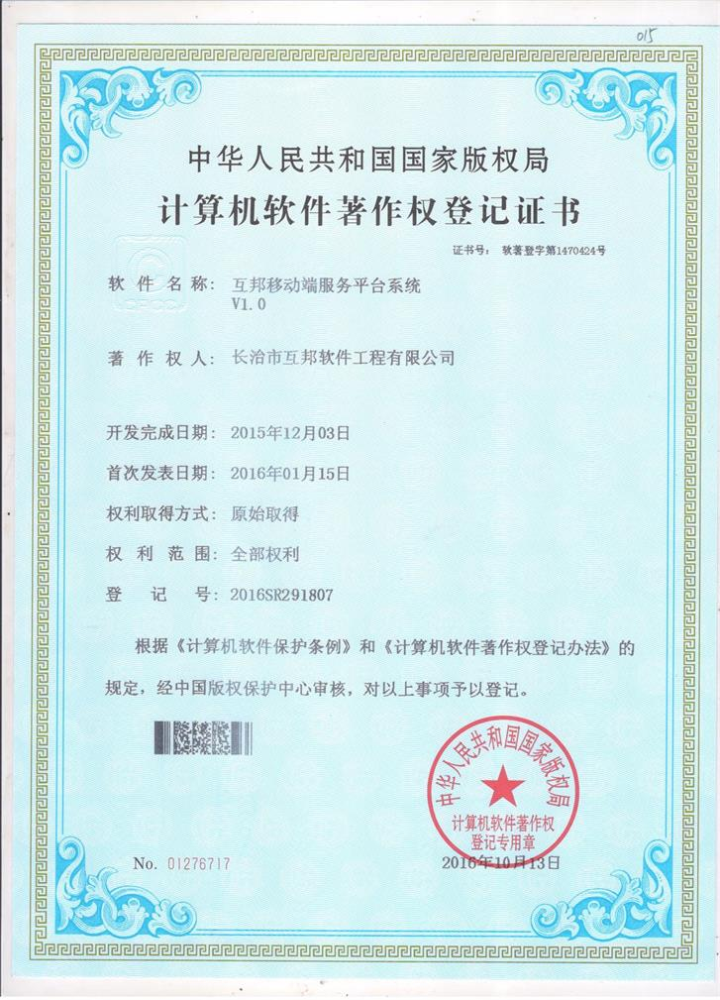 015
中华人民共和国国家版权局
计算机软件著作权登记证书
证书号： 软著登字第1470424号
软件名称： 互邦移动端服务平台系统
V1.0
著作权人： 长治市互邦软件工程有限公司
开发完成日期： 2015年12月03日
首次发表日期： 2016年01月15日
权利取得方式： 原始取得
权利范围： 全部权利
登记号： 2016SR291807
根据《计算机软件保护条例》和《计算机软件著作权登记办法》的
规定，经中国版权保护中心审核，对以上事项予以登记。
中华人民共和国国家版权局
计算机软件著作权
登记专用章
No. 01276717
2016年10月13日